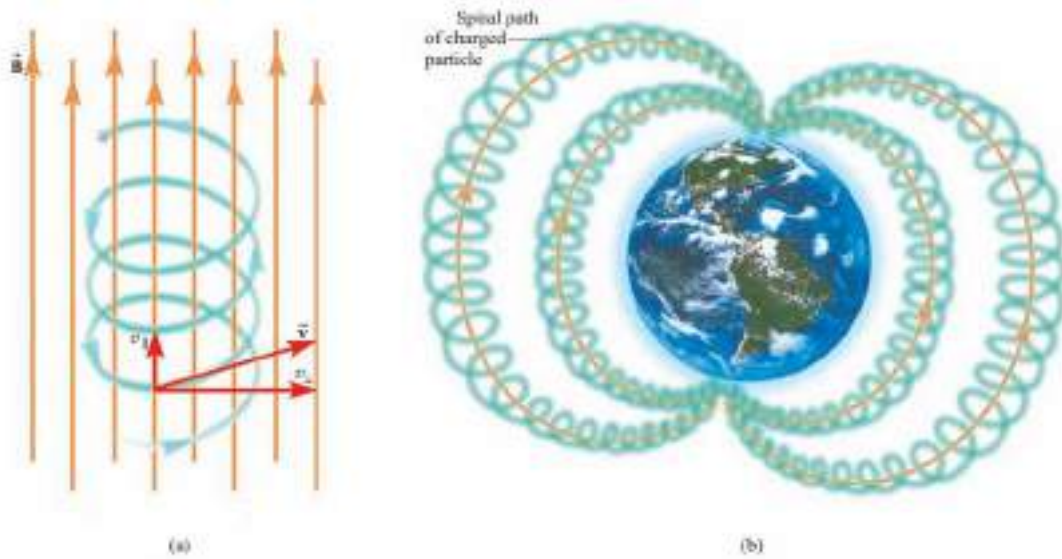 B⃗
v∥
v⃗
v⊥
(a)
Spiral path
of charged
particle
(b)